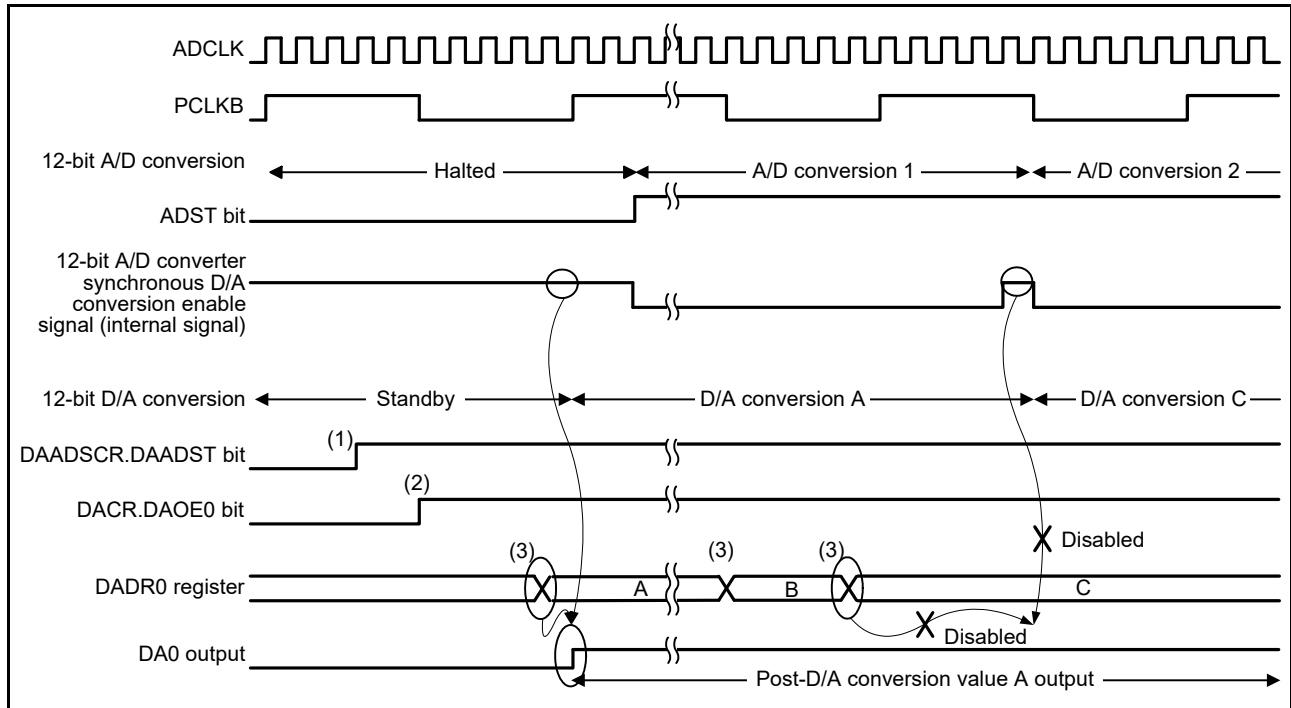 ADCLK
PCLKB
12-bit A/D conversion
Halted
A/D conversion 1
A/D conversion 2
ADST bit
12-bit A/D converter
synchronous D/A
conversion enable
signal (internal signal)
12-bit D/A conversion
Standby
D/A conversion A
D/A conversion C
(1)
DAADSCR.DAADST bit
(2)
DACR.DAOE0 bit
Disabled
(3)
(3)
(3)
DADR0 register
A
B
C
Disabled
DA0 output
Post-D/A conversion value A output